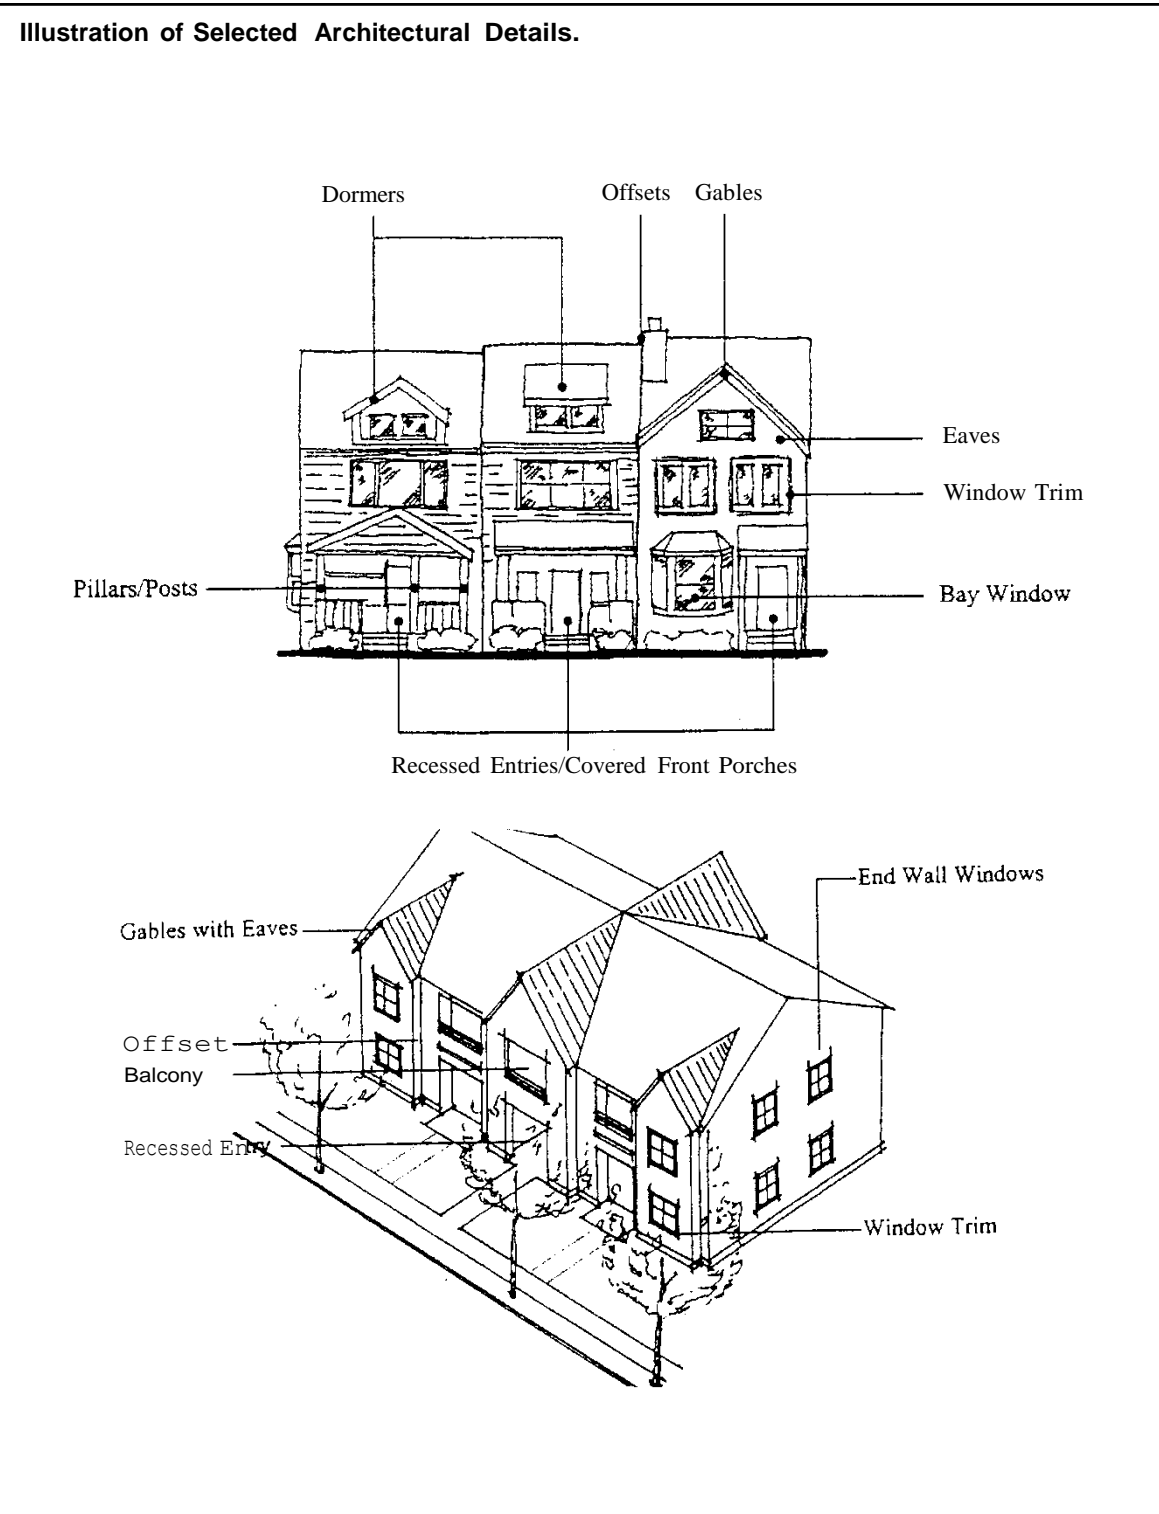 Illustration of Selected Architectural Details.
Dormers
Offsets
Gables
Eaves
Window Trim
Pillars/Posts
Bay Window
Recessed Entries/Covered Front Porches
End Wall Windows
Gables with Eaves
Offset
Balcony
Recessed Entry
Window Trim